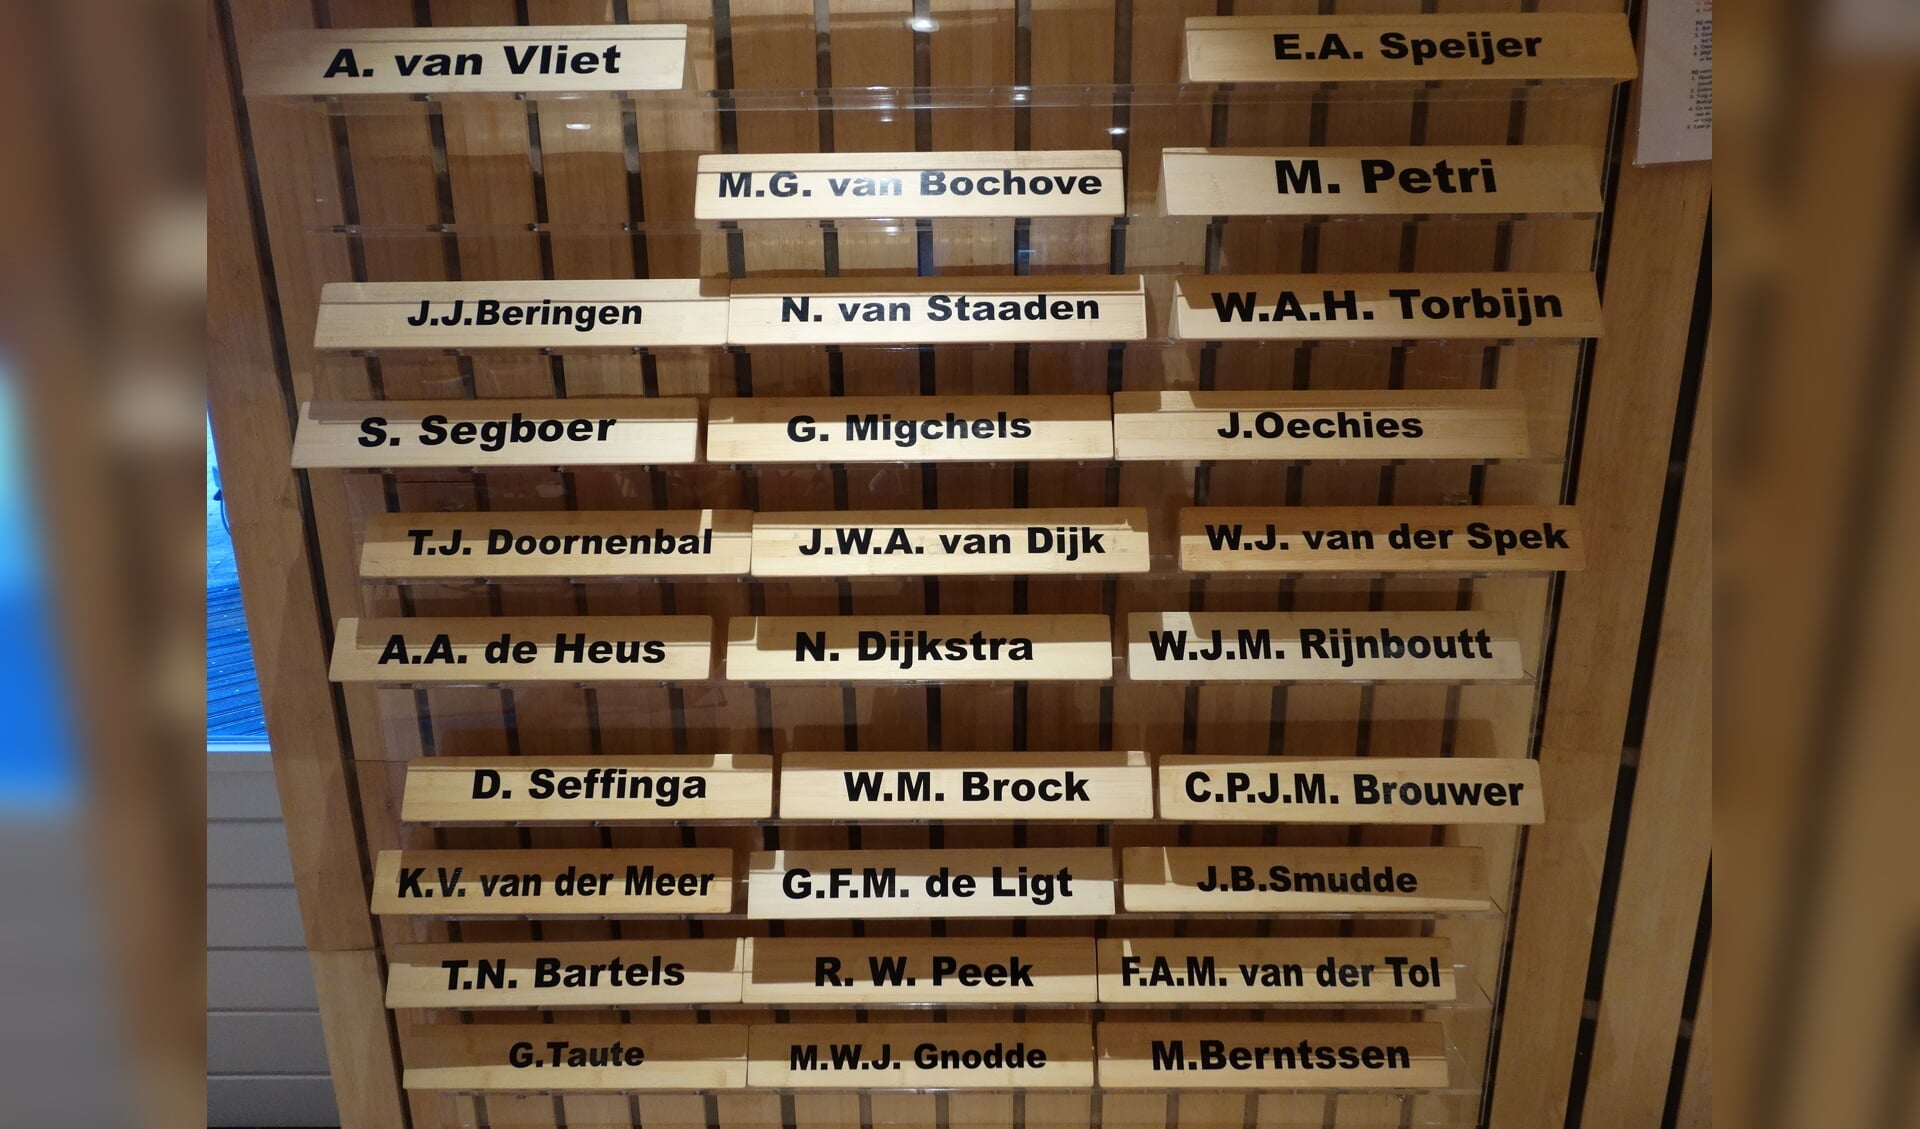 A. van Vliet
E.A. Speijer
M.G. van Bochove
M. Petri
J.J.Beringen
N. van Staaden
W.A.H. Torbijn
S. Segboer
G. Migchels
J.Oechies
T.J. Doornenbal
J.W.A. van Dijk
W.J. van der Spek
A.A. de Heus
N. Dijkstra
W.J.M. Rijnboutt
D. Seffinga
W.M. Brock
C.P.J.M. Brouwer
K.V. van der Meer
G.F.M. de Ligt
J.B.Smudde
T.N. Bartels
R. W. Peek
F.A.M. van der Tol
G.Taute
M.W.J. Gnodde
M.Berntssen